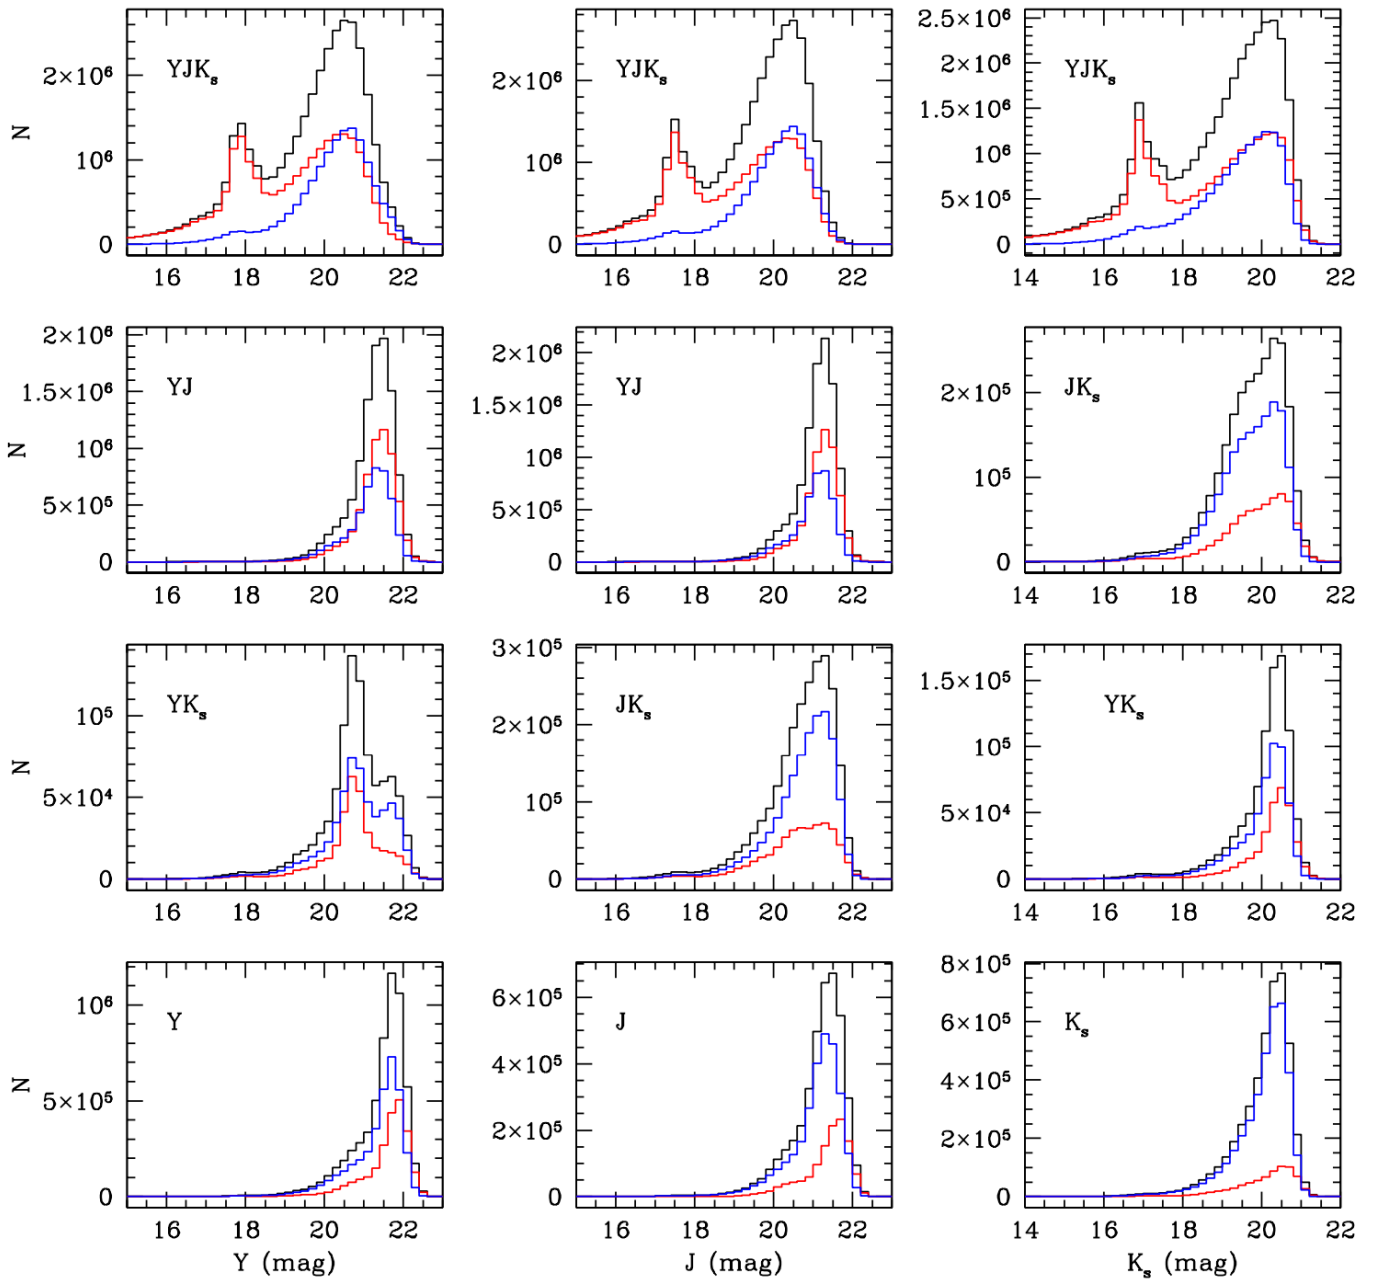 N
2×10⁶
10⁶
0
YJKₛ
16 18 20 22
2×10⁶
10⁶
0
YJKₛ
16 18 20 22
2.5×10⁶
2×10⁶
1.5×10⁶
10⁶
5×10⁵
0
YJKₛ
14 16 18 20 22
N
2×10⁶
1.5×10⁶
10⁶
5×10⁵
0
YJ
16 18 20 22
2×10⁶
1.5×10⁶
10⁶
5×10⁵
0
YJ
16 18 20 22
2×10⁵
10⁵
0
JKₛ
14 16 18 20 22
N
10⁵
5×10⁴
0
YKₛ
16 18 20 22
3×10⁵
2×10⁵
10⁵
0
JKₛ
16 18 20 22
1.5×10⁵
10⁵
5×10⁴
0
YKₛ
14 16 18 20 22
N
10⁶
5×10⁵
0
Y
16 18 20 22
Y (mag)
6×10⁵
4×10⁵
2×10⁵
0
J
16 18 20 22
J (mag)
8×10⁵
6×10⁵
4×10⁵
2×10⁵
0
Kₛ
14 16 18 20 22
Kₛ (mag)